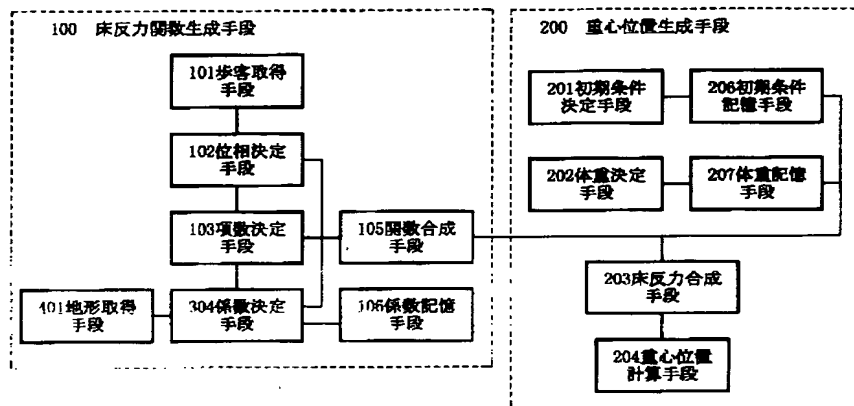 100 床反力関数生成手段
101歩容取得
手段
102位相決定
手段
103項数決定
手段
105関数合成
手段
401地形取得
手段
304係数決定
手段
106係数記憶
手段
200 重心位置生成手段
201初期条件
決定手段
206初期条件
記憶手段
202体重決定
手段
207体重記憶
手段
203床反力合成
手段
204重心位置
計算手段